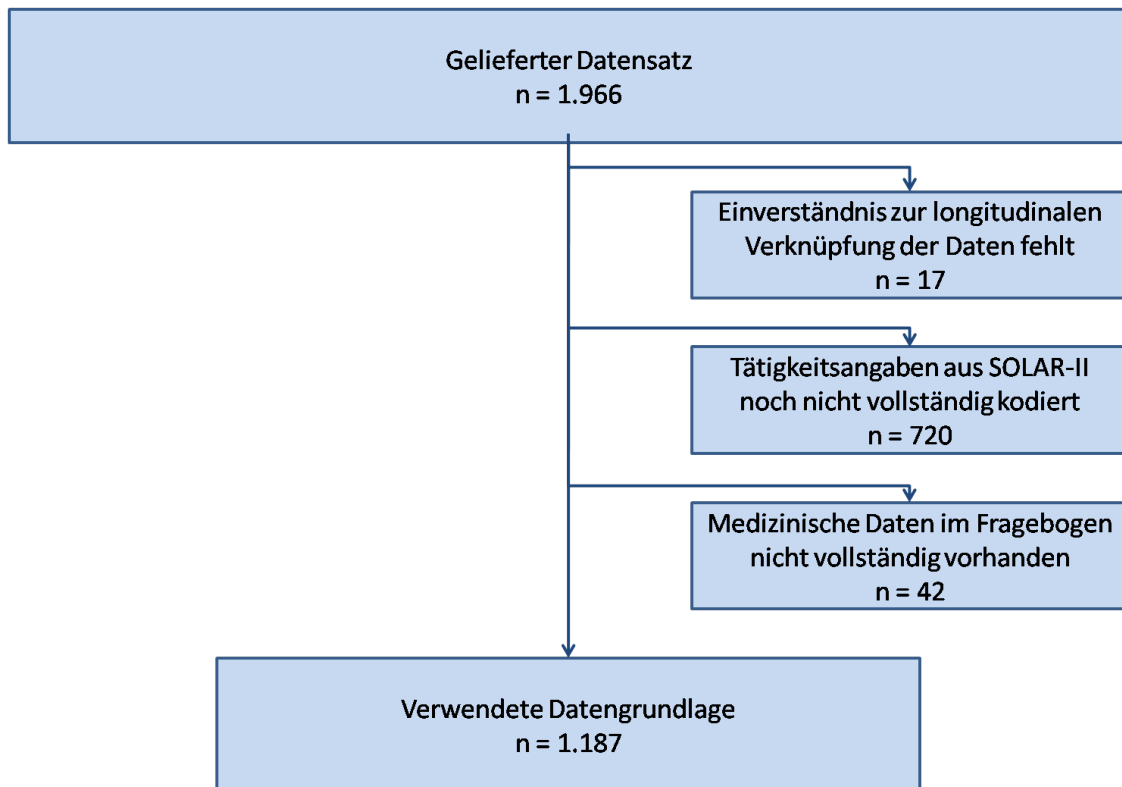 Gelieferter Datensatz
n = 1.966
Einverständnis zur longitudinalen
Verknüpfung der Daten fehlt
n = 17
Tätigkeitsangaben aus SOLAR-II
noch nicht vollständig kodiert
n = 720
Medizinische Daten im Fragebogen
nicht vollständig vorhanden
n = 42
Verwendete Datengrundlage
n = 1.187